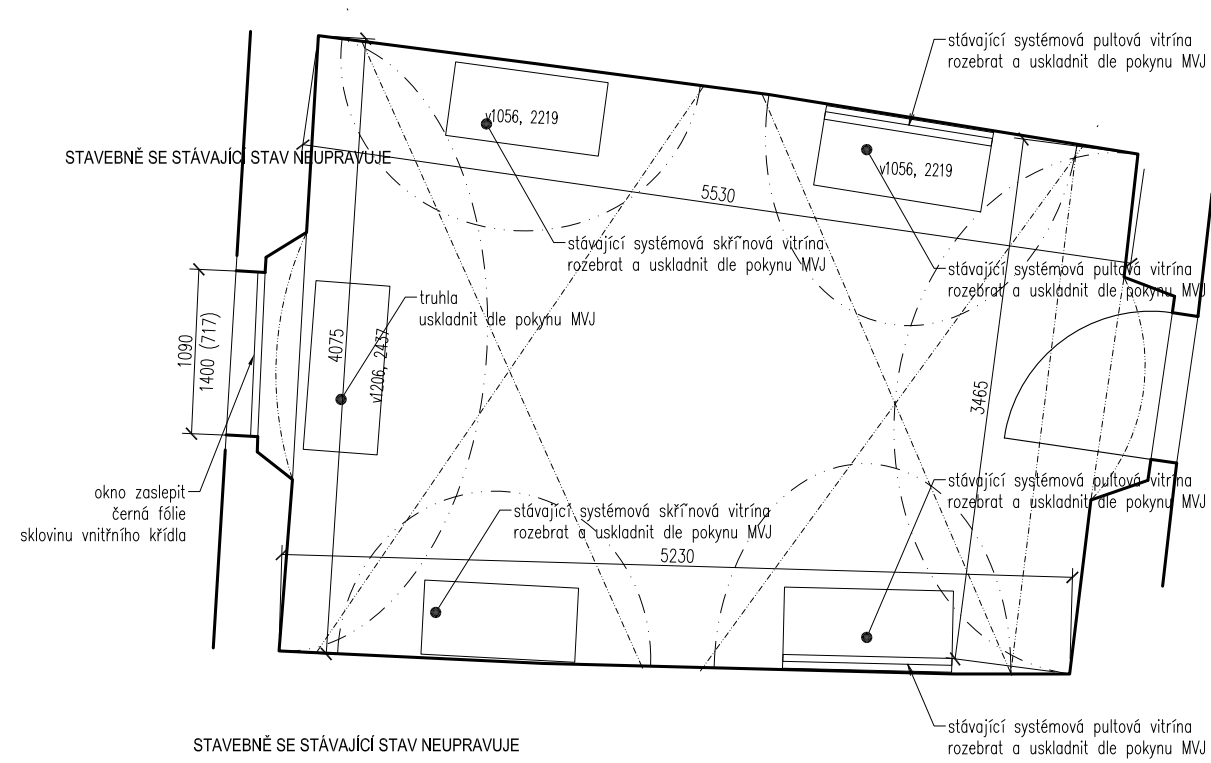 stávající systémová pultová vitrína
rozebrat a uskladnit dle pokynu MVJ
v1056, 2219
STAVEBNĚ SE STÁVAJÍCÍ STAV NEUPRAVUJE
v1056, 2219
5530
stávající systémová skříňová vitrína
rozebrat a uskladnit dle pokynu MVJ
stávající systémová pultová vitrína
rozebrat a uskladnit dle pokynu MVJ
truhla
uskladnit dle pokynu MVJ
1090
1400 (717)
4075
v1206, 2437
3465
okno zaslepit
černá fólie
sklovinu vnitřního křídla
stávající systémová pultová vitrína
rozebrat a uskladnit dle pokynu MVJ
stávající systémová skříňová vitrína
rozebrat a uskladnit dle pokynu MVJ
5230
stávající systémová pultová vitrína
rozebrat a uskladnit dle pokynu MVJ
STAVEBNĚ SE STÁVAJÍCÍ STAV NEUPRAVUJE